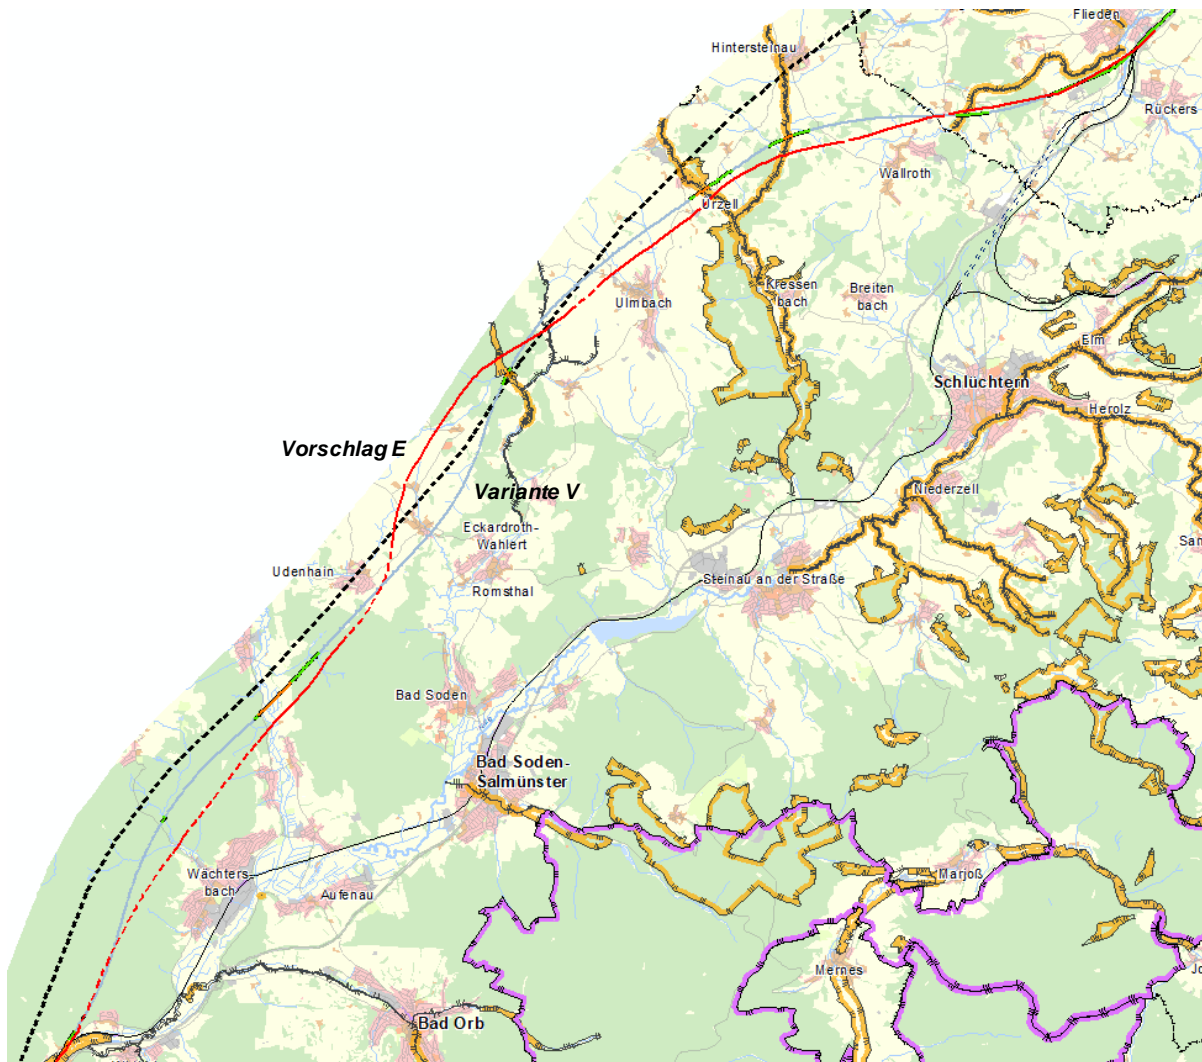 Flieden
Hintersteinau
Rückers
Wallroth
Ürzell
Kressen
bach
Breiten
bach
Ulmbach
Elm
Schlüchtern
Herolz
Vorschlag E
Variante V
Niederzell
Eckardroth-
Wahlert
Udenhain
Romsthal
Steinau an der Straße
Bad Soden
Bad Soden-
Salmünster
Wächters-
bach
Aufenau
Marjoß
Mernes
Bad Orb